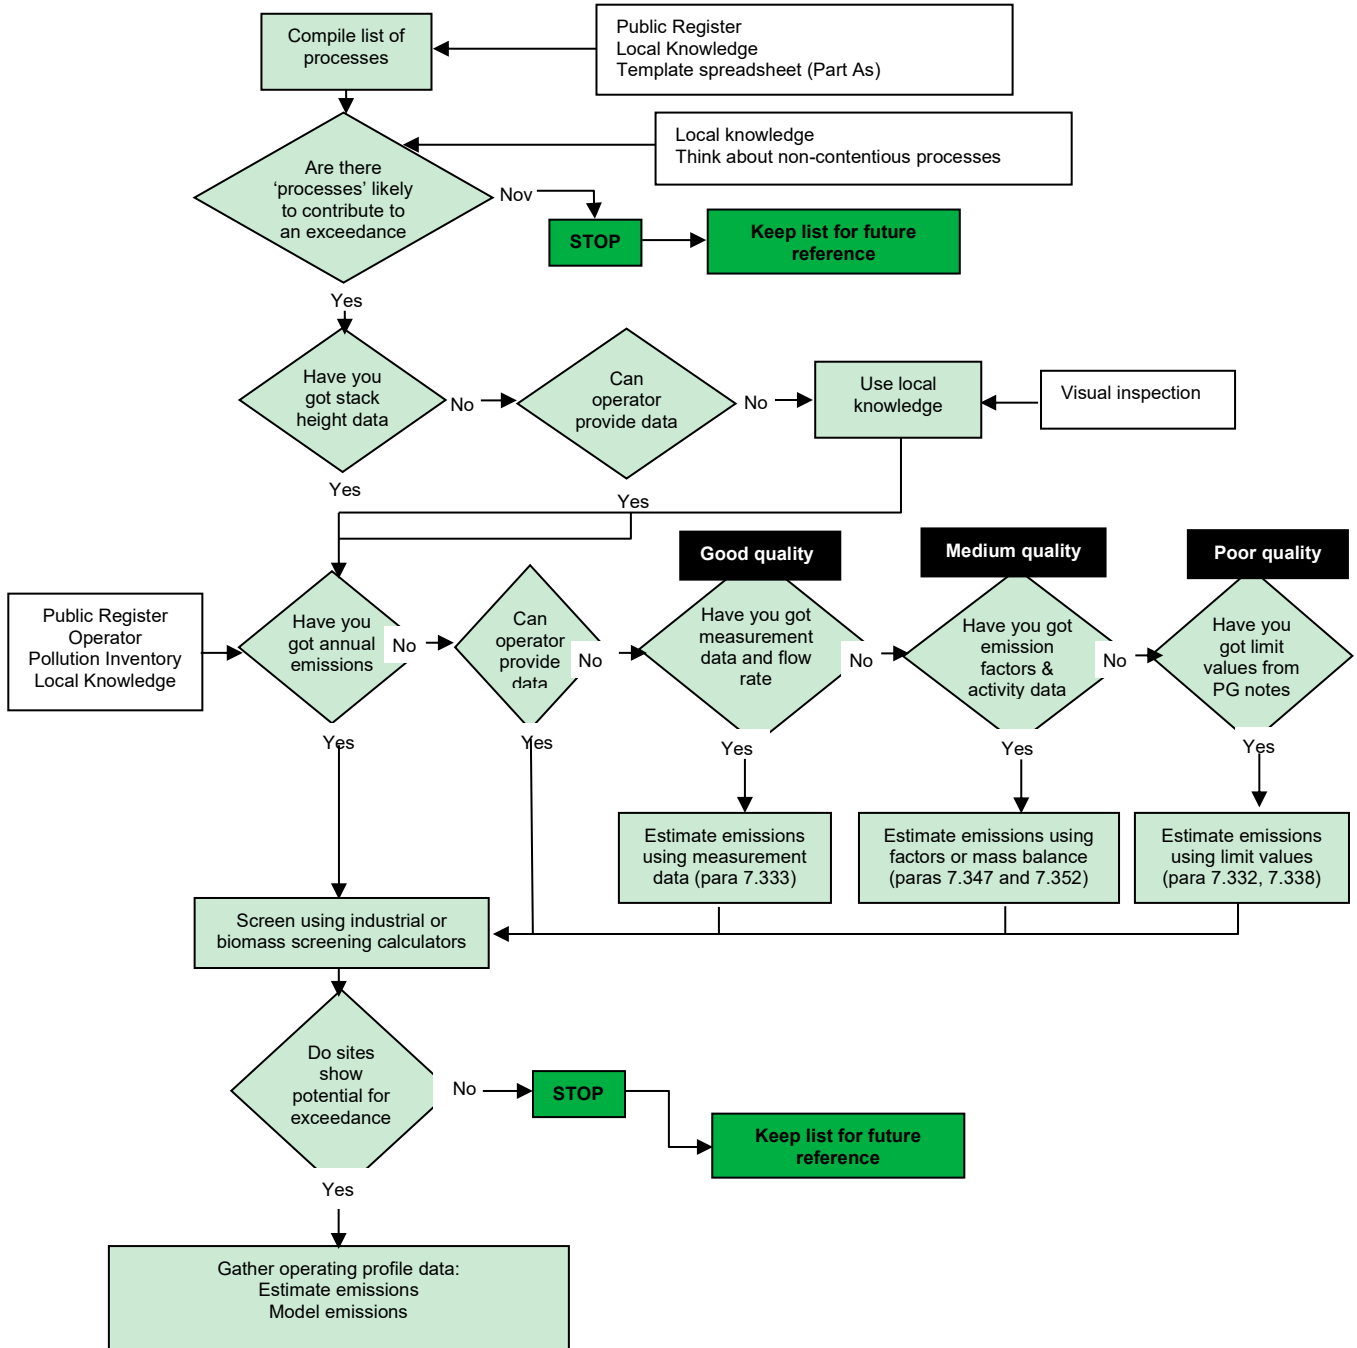 Compile list of
processes
Public Register
Local Knowledge
Template spreadsheet (Part As)
Local knowledge
Think about non-contentious processes
Are there
‘processes’ likely
to contribute to
an exceedance
Nov
STOP
Keep list for future
reference
Yes
Have you
got stack
height data
No
Can
operator
provide data
No
Use local
knowledge
Visual inspection
Yes
Yes
Good quality
Medium quality
Poor quality
Public Register
Operator
Pollution Inventory
Local Knowledge
Have you
got annual
emissions
No
Can
operator
provide
data
No
Have you got
measurement
data and flow
rate
No
Have you got
emission
factors &
activity data
No
Have you
got limit
values from
PG notes
Yes
Yes
Yes
Yes
Yes
Estimate emissions
using measurement
data (para 7.333)
Estimate emissions using
factors or mass balance
(paras 7.347 and 7.352)
Estimate emissions
using limit values
(para 7.332, 7.338)
Screen using industrial or
biomass screening calculators
Do sites
show
potential for
exceedance
No
STOP
Keep list for future
reference
Yes
Gather operating profile data:
Estimate emissions
Model emissions